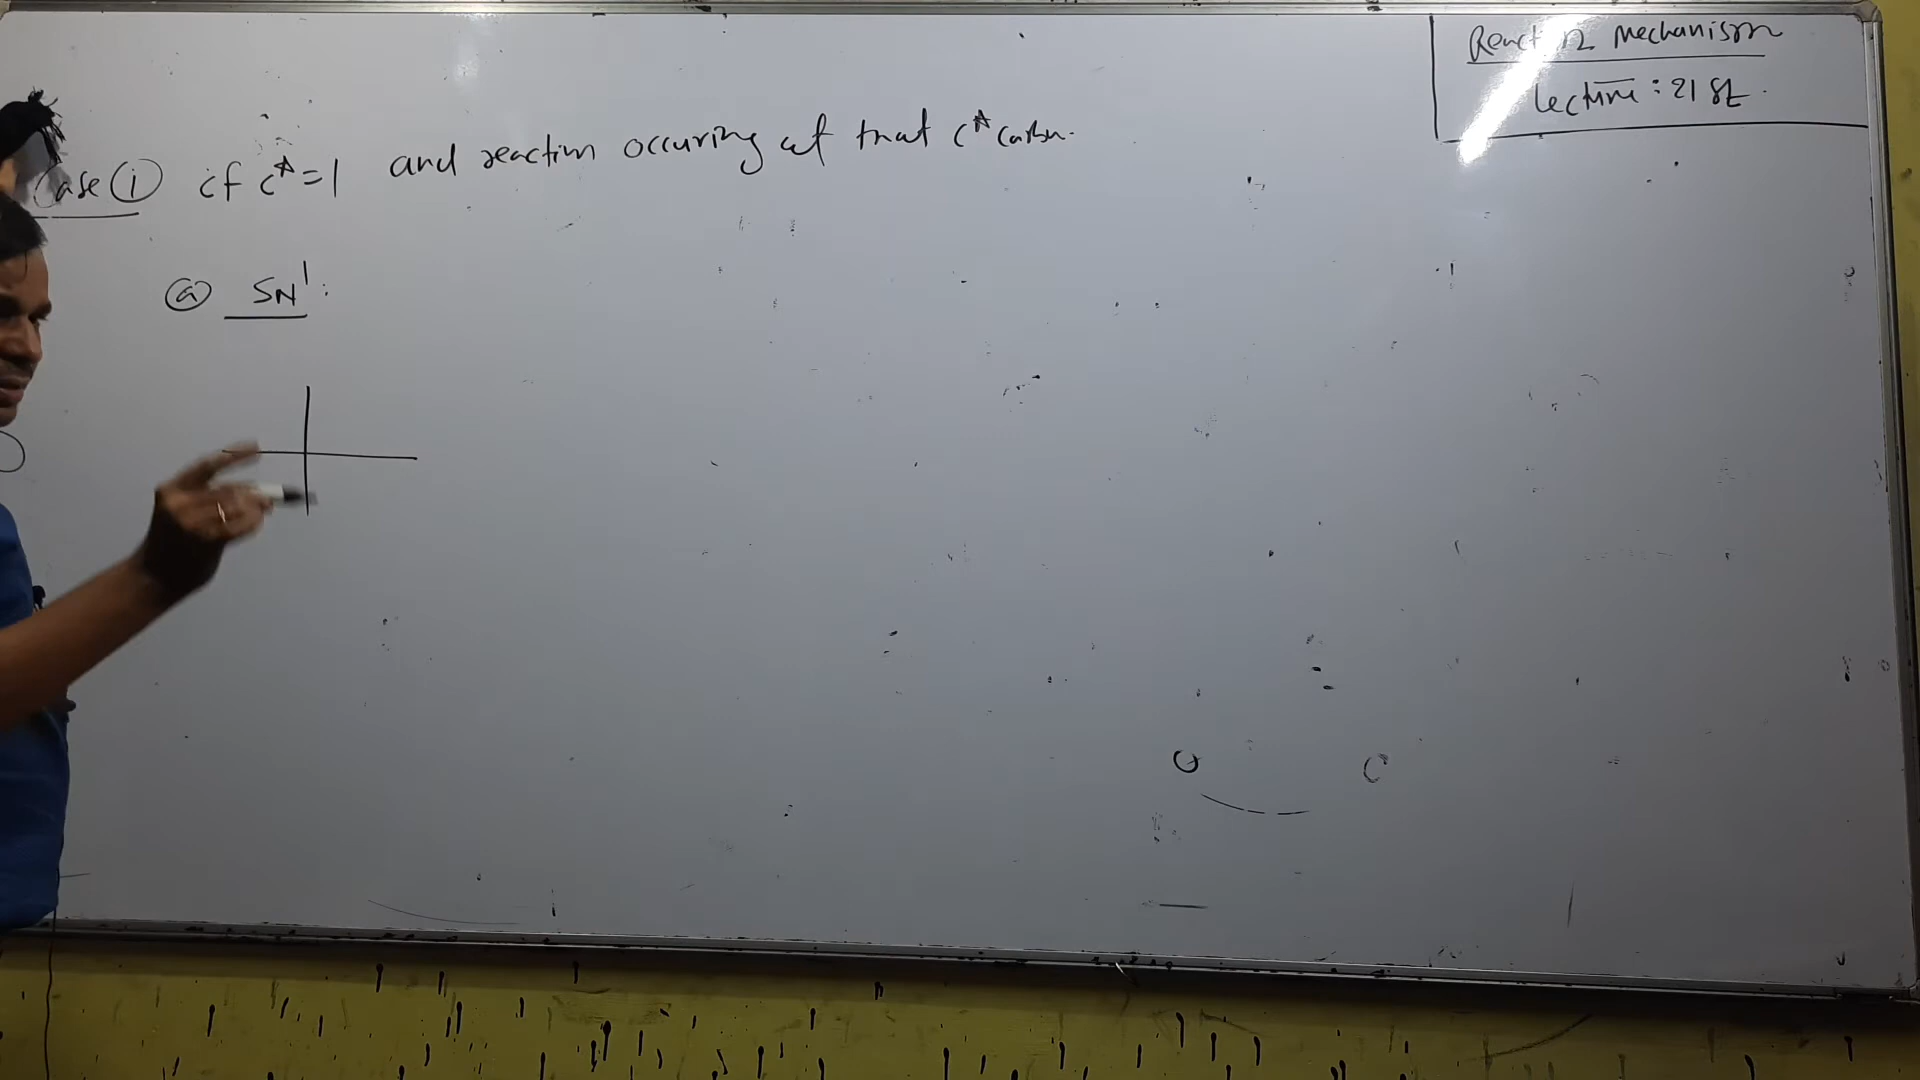 Reaction Mechanism
Lecture : 21 st.
Case (i) if C*=1 and reaction occuring at that C* carbon.
(a) SN1: